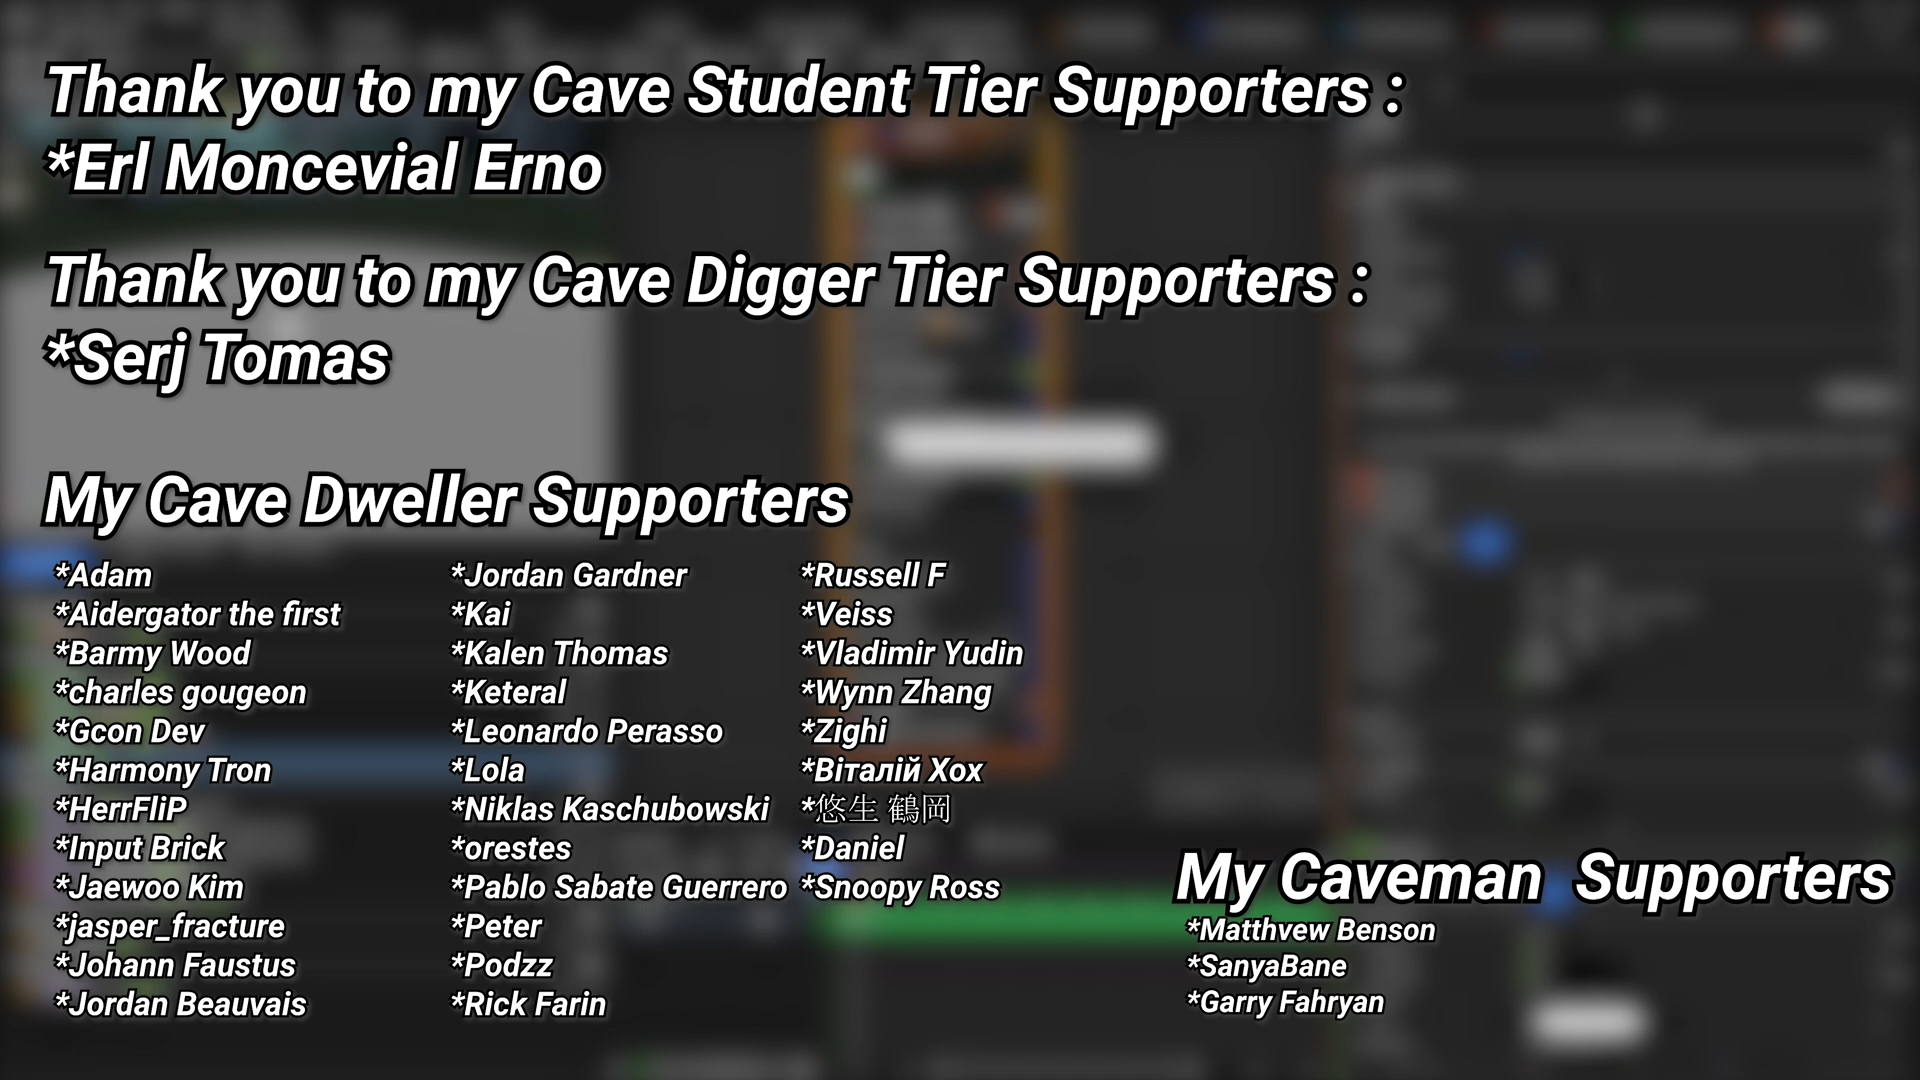 Thank you to my Cave Student Tier Supporters :
*Erl Moncevial Erno
Thank you to my Cave Digger Tier Supporters :
*Serj Tomas
My Cave Dweller Supporters
*Adam
*Aidergator the first
*Barmy Wood
*charles gougeon
*Gcon Dev
*Harmony Tron
*HerrFliP
*Input Brick
*Jaewoo Kim
*jasper_fracture
*Johann Faustus
*Jordan Beauvais
*Jordan Gardner
*Kai
*Kalen Thomas
*Keteral
*Leonardo Perasso
*Lola
*Niklas Kaschubowski
*orestes
*Pablo Sabate Guerrero
*Peter
*Podzz
*Rick Farin
*Russell F
*Veiss
*Vladimir Yudin
*Wynn Zhang
*Zighi
*Віталій Хох
*悠生 鶴岡
*Daniel
*Snoopy Ross
My Caveman  Supporters
*Matthvew Benson
*SanyaBane
*Garry Fahryan